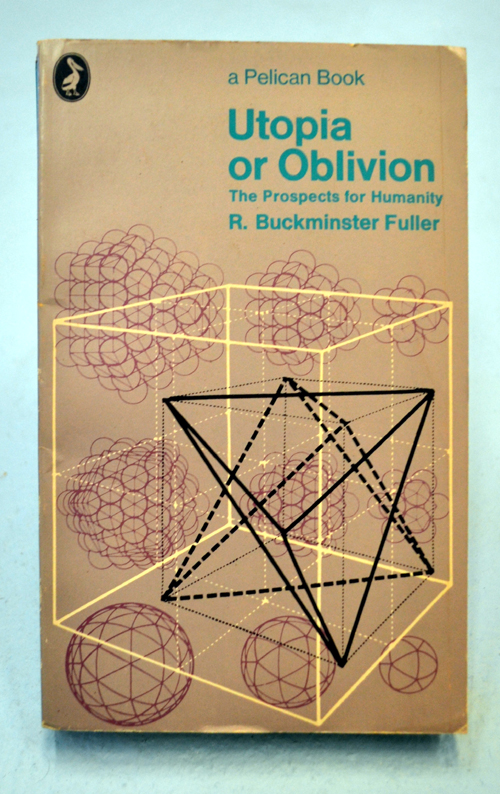 a Pelican Book
Utopia
or Oblivion
The Prospects for Humanity
R. Buckminster Fuller